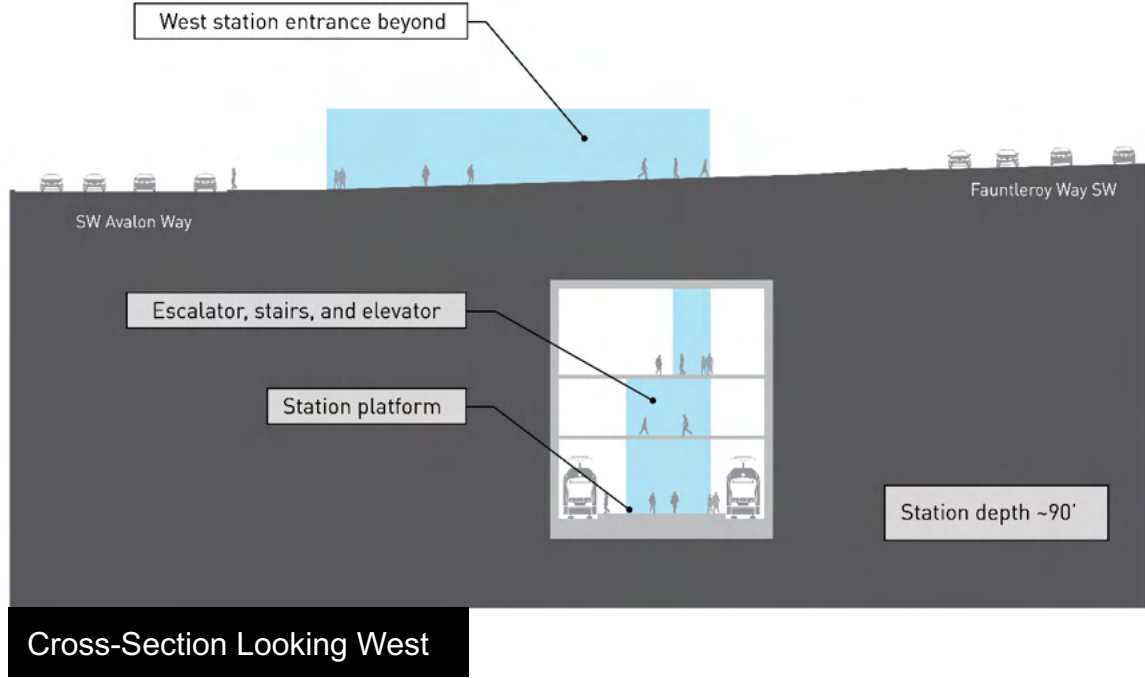 West station entrance beyond
SW Avalon Way
Fauntleroy Way SW
Escalator, stairs, and elevator
Station platform
Station depth ~90'
Cross-Section Looking West